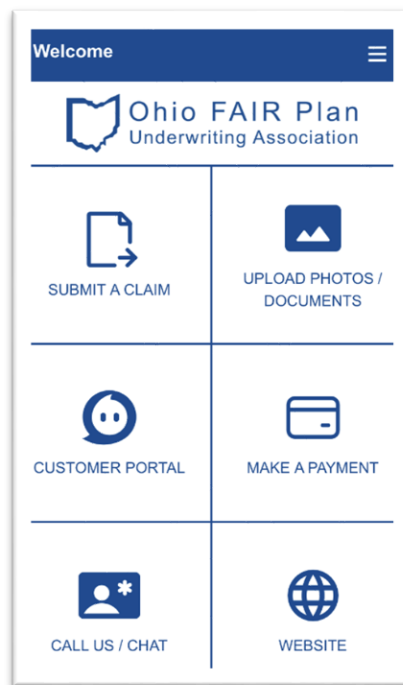 Welcome
Ohio FAIR Plan
Underwriting Association
SUBMIT A CLAIM
UPLOAD PHOTOS /
DOCUMENTS
CUSTOMER PORTAL
MAKE A PAYMENT
CALL US / CHAT
WEBSITE